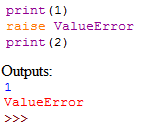 print(1)
raise ValueError
print(2)
Outputs:
1
ValueError
>>>